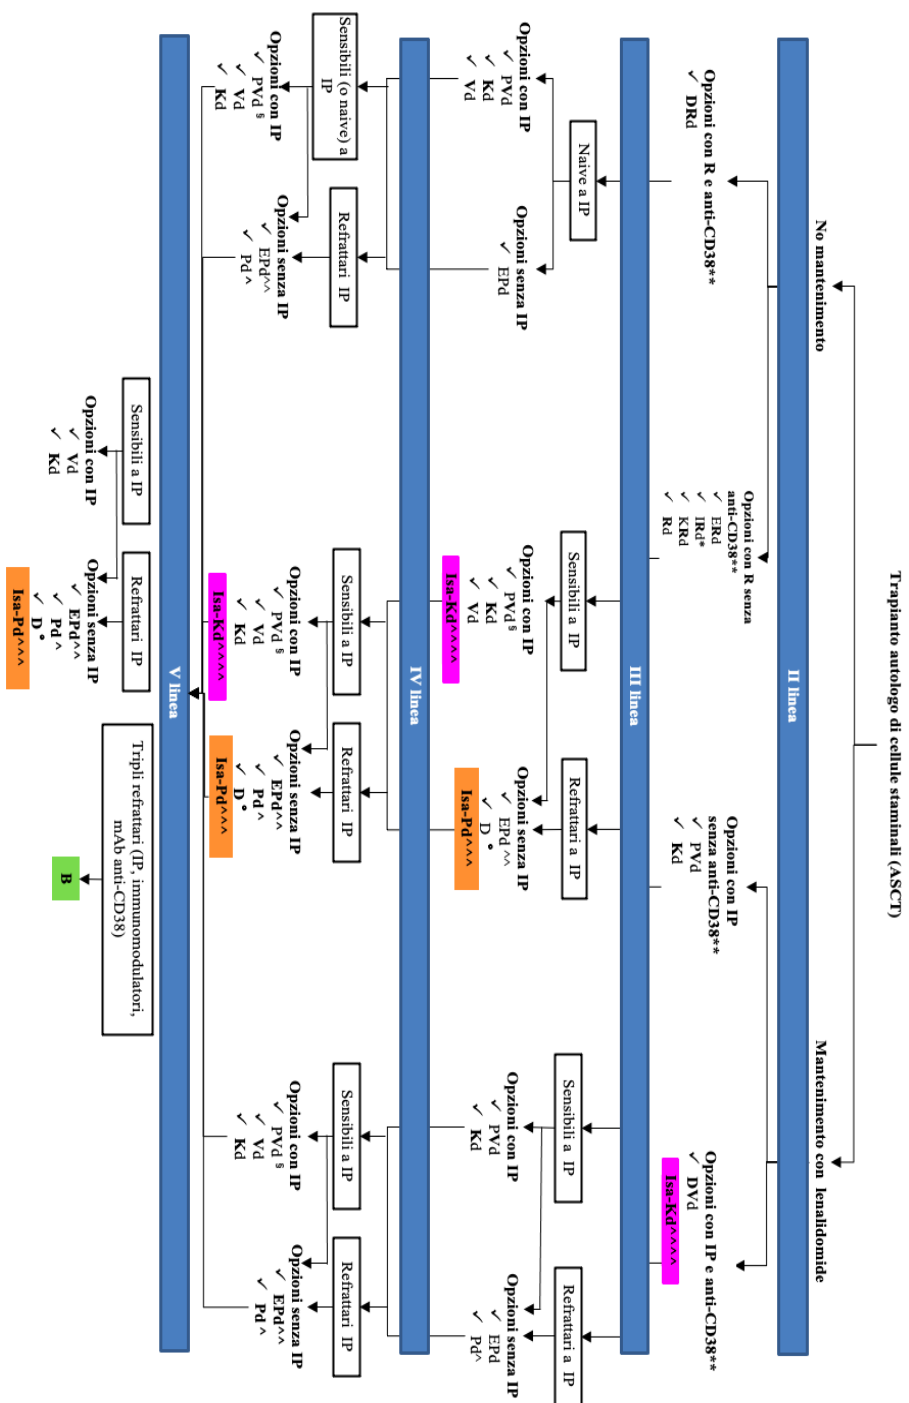 Trapianto autologo di cellule staminali (ASCT)
No mantenimento
Mantenimento con lenalidomide
II linea
Opzioni con R e anti-CD38**
✓ DRd
Opzioni con R senza
anti-CD38**
✓ ERd
✓ IRd*
✓ KRd
✓ Rd
Opzioni con IP
senza anti-CD38**
✓ PVd
✓ Kd
Opzioni con IP e anti-CD38**
✓ DVd
Isa-Kd^^^^
III linea
Naive a IP
Opzioni con IP
✓ PVd
✓ Kd
✓ Vd
Opzioni senza IP
✓ EPd
Sensibili a IP
Opzioni con IP
✓ PVd §
✓ Kd
✓ Vd
Isa-Kd^^^^
Refrattari a IP
Opzioni senza IP
✓ EPd ^^
✓ D °
Isa-Pd^^^
Sensibili a IP
Opzioni con IP
✓ PVd
✓ Kd
Refrattari a IP
Opzioni senza IP
✓ EPd
✓ Pd^
IV linea
Sensibili (o naive) a
IP
Opzioni con IP
✓ PVd §
✓ Vd
✓ Kd
Refrattari IP
Opzioni senza IP
✓ EPd^^
✓ Pd ^
Sensibili a IP
Opzioni con IP
✓ PVd §
✓ Vd
✓ Kd
Isa-Kd^^^^
Refrattari IP
Opzioni senza IP
✓ EPd^^
✓ Pd ^
✓ D °
Isa-Pd^^^
Sensibili a IP
Opzioni con IP
✓ PVd §
✓ Vd
✓ Kd
Refrattari IP
Opzioni senza IP
✓ EPd^^
✓ Pd ^
V linea
Sensibili a IP
Opzioni con IP
✓ Vd
✓ Kd
Refrattari IP
Opzioni senza IP
✓ EPd^^
✓ Pd ^
✓ D °
Isa-Pd^^^
Tripli refrattari (IP, immunomodulatori,
mAb anti-CD38)
B